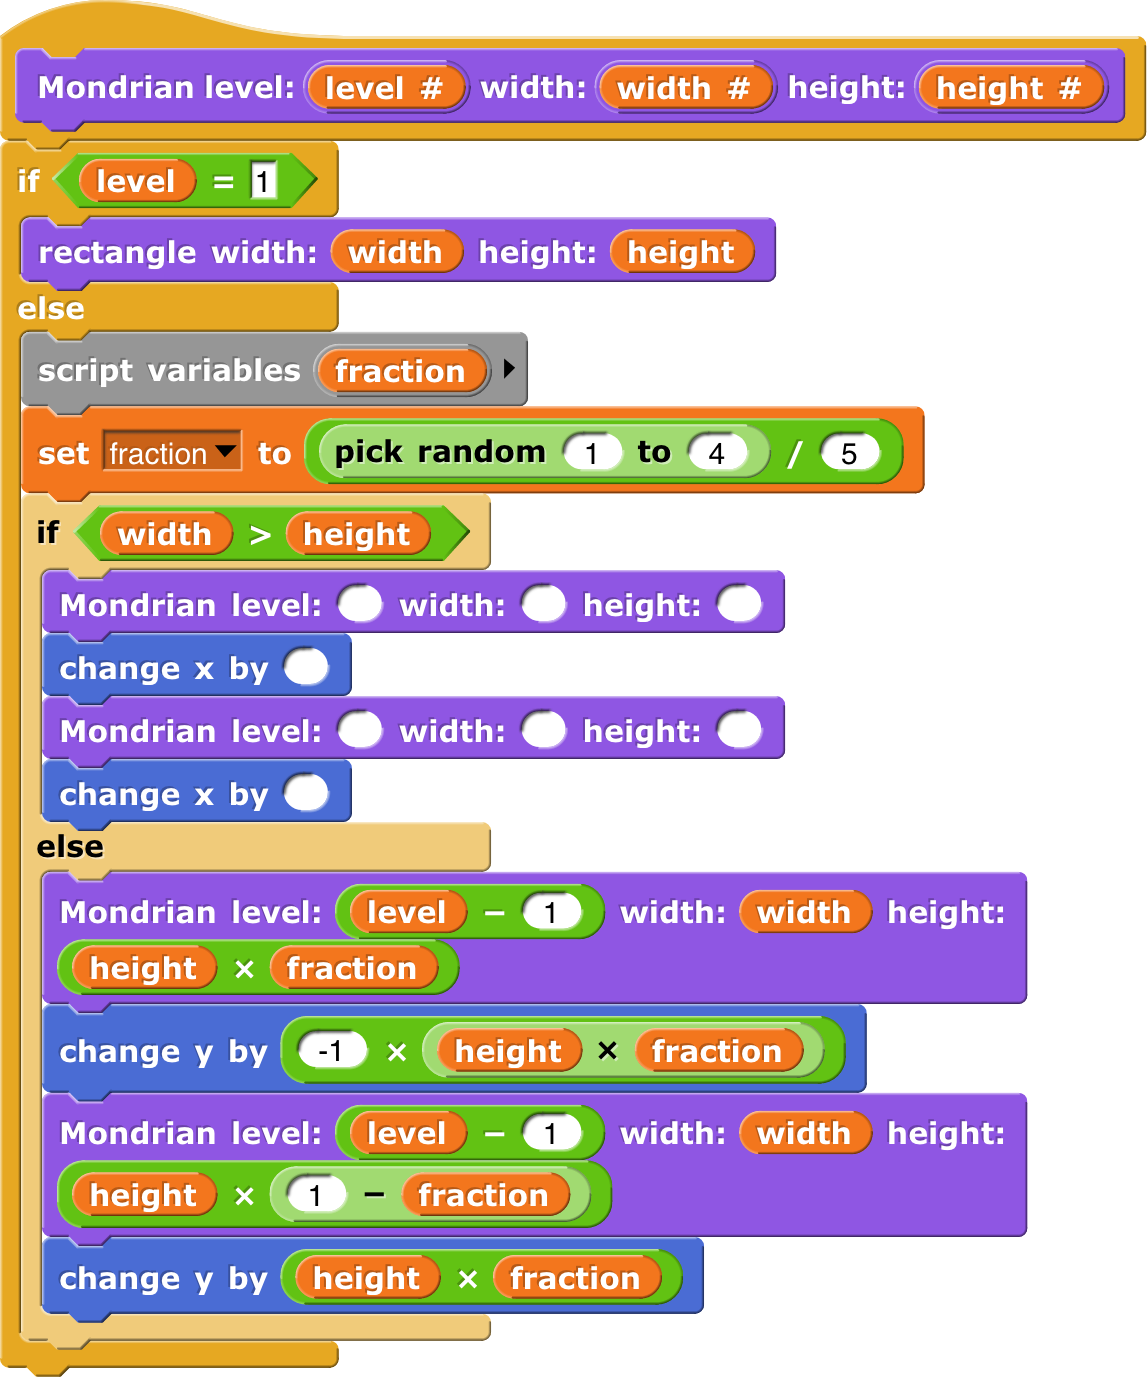 Mondrian level: level # width: width # height: height #
if level = 1
rectangle width: width height: height
else
script variables fraction
set fraction to pick random 1 to 4 / 5
if width > height
Mondrian level: width: height:
change x by
Mondrian level: width: height:
change x by
else
Mondrian level: level − 1 width: width height:
height × fraction
change y by -1 × height × fraction
Mondrian level: level − 1 width: width height:
height × 1 − fraction
change y by height × fraction